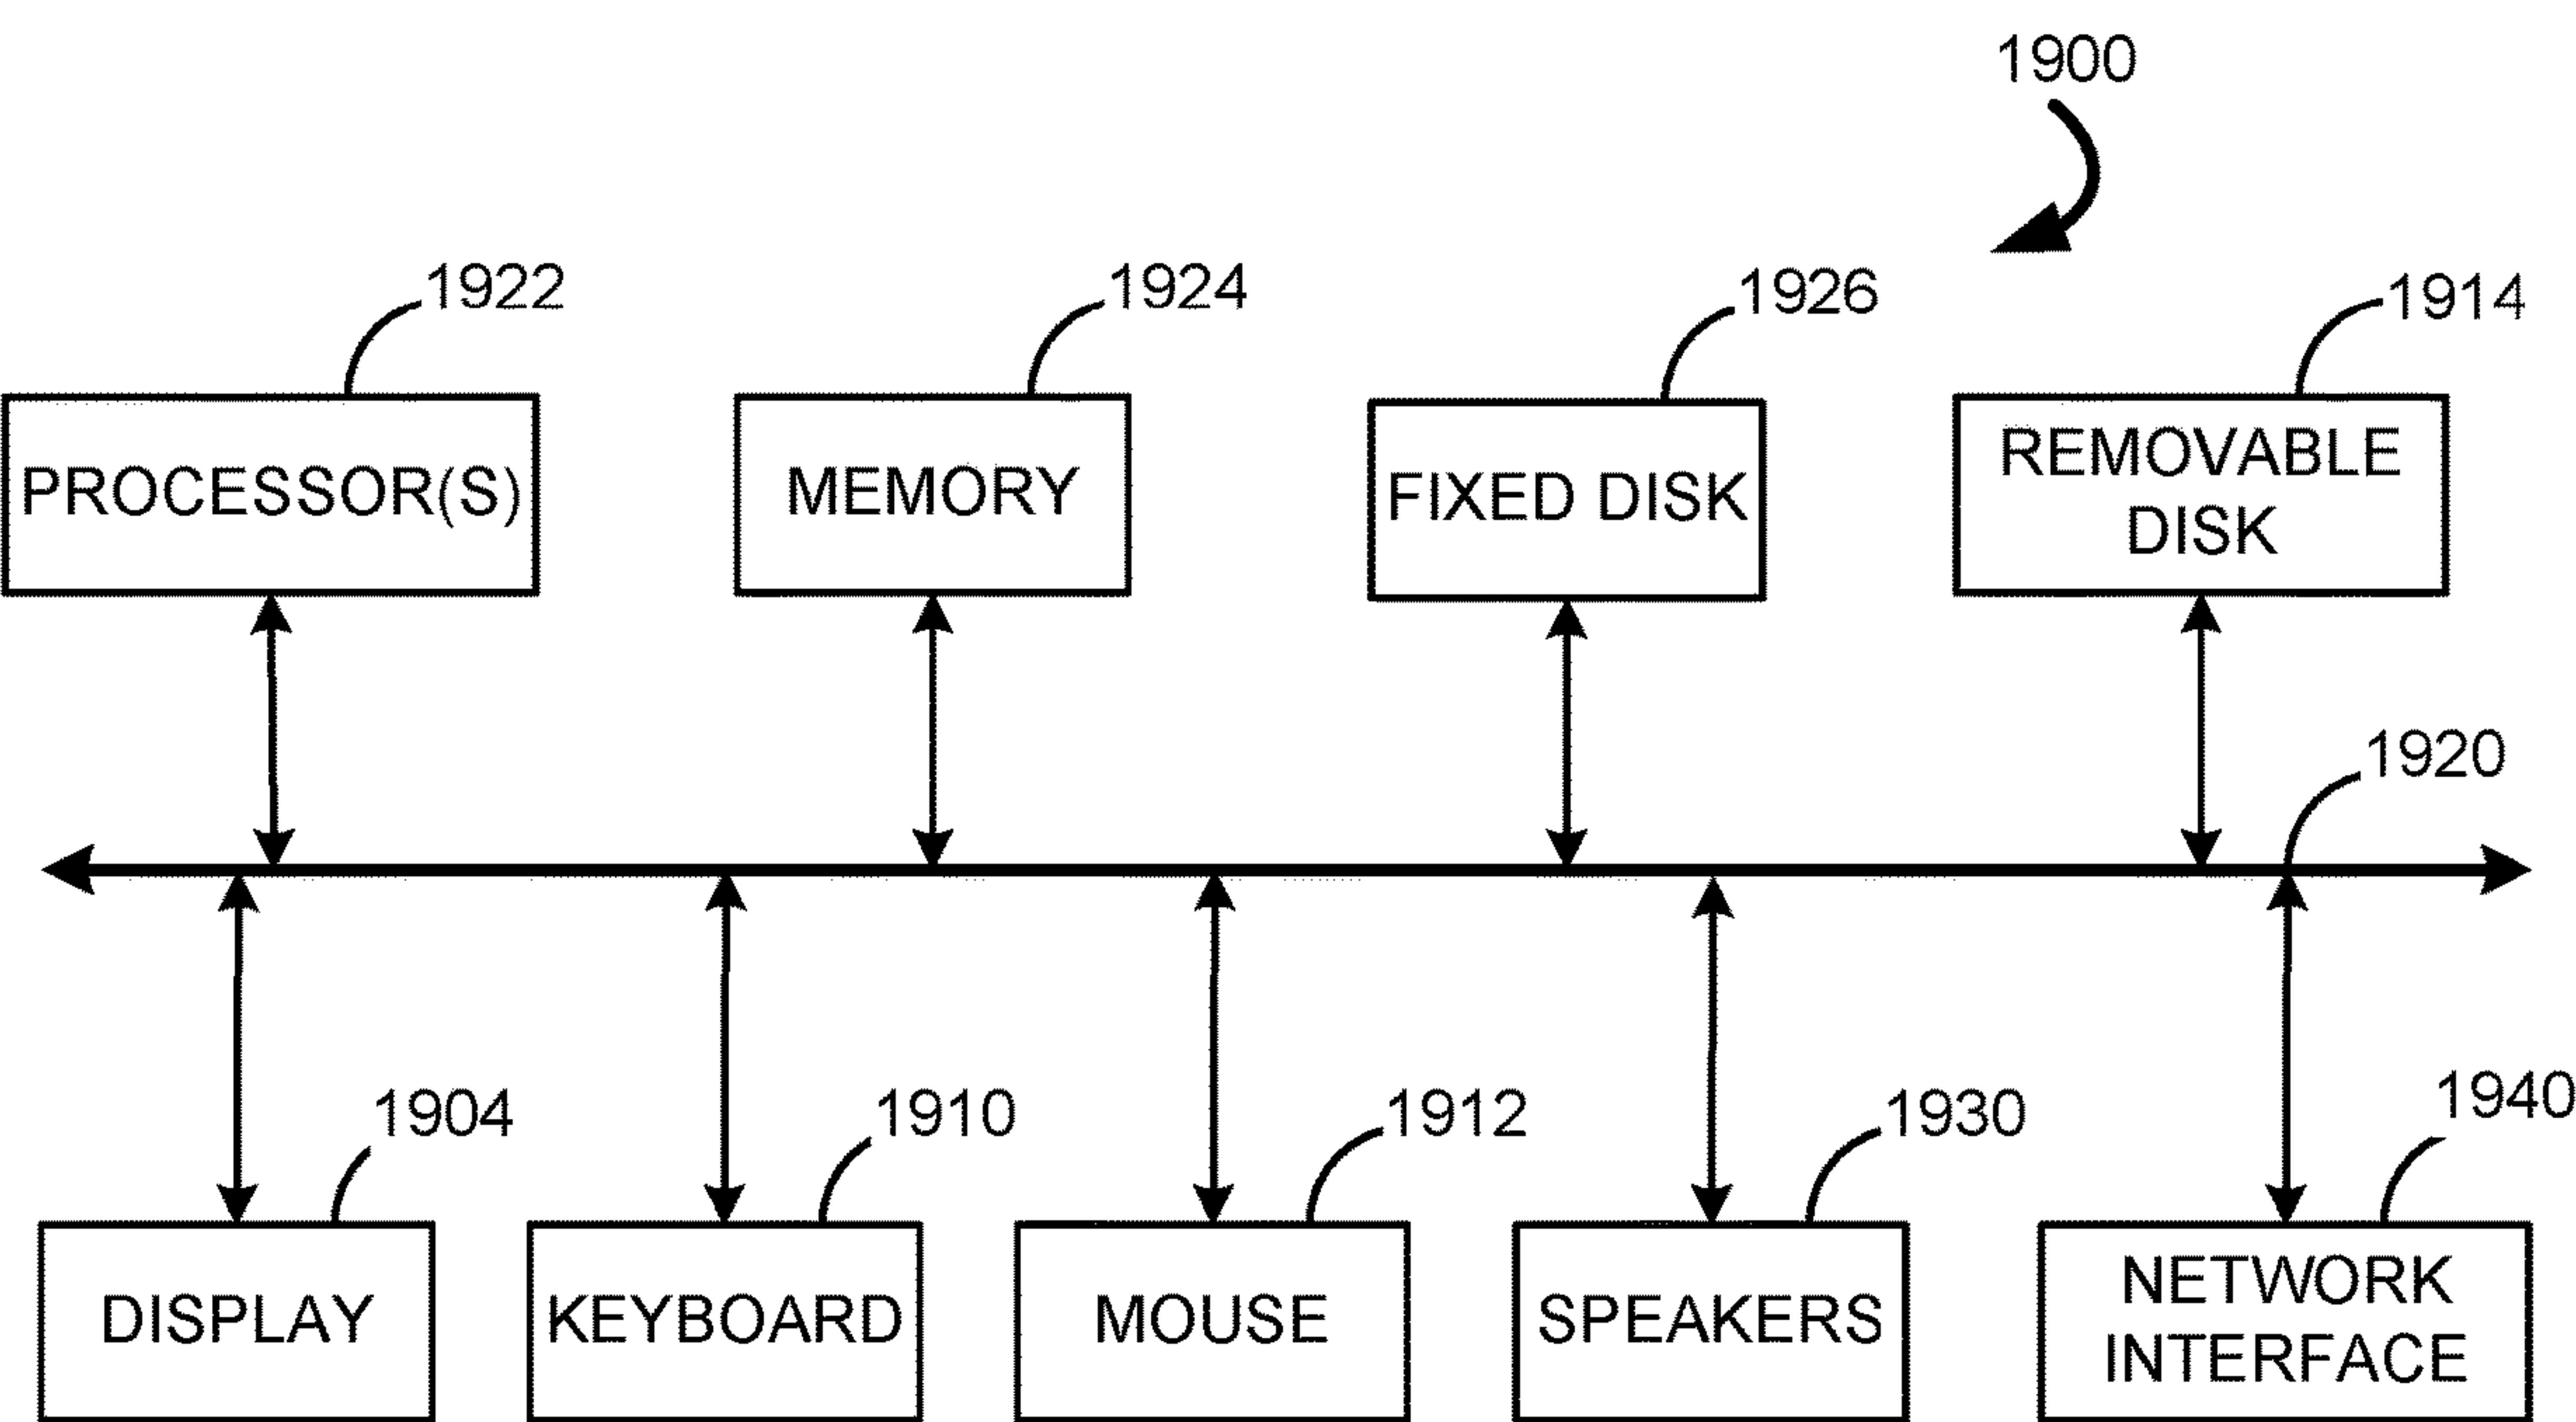 1900
1922
1924
1926
1914
PROCESSOR(S)
MEMORY
FIXED DISK
REMOVABLE
DISK
1920
1904
1910
1912
1930
1940
DISPLAY
KEYBOARD
MOUSE
SPEAKERS
NETWORK
INTERFACE